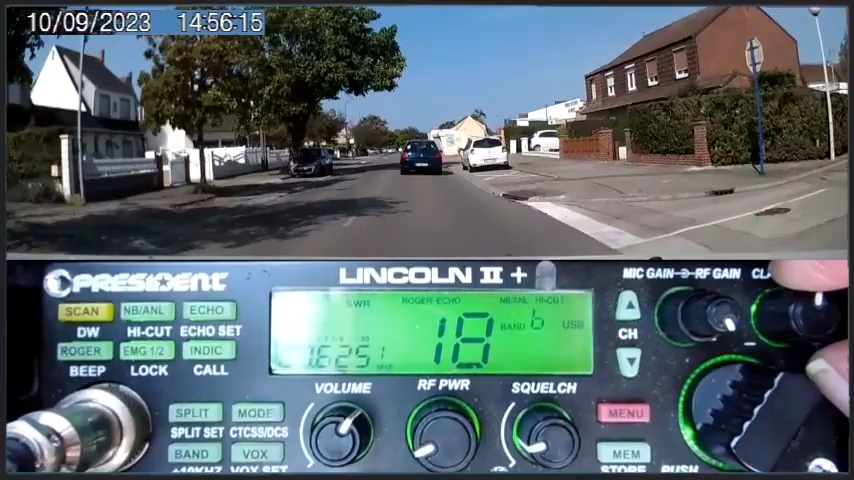 10/09/2023 14:56:15
PRESIDENT LINCOLN II + MIC GAIN RF GAIN
SCAN NB/ANL ECHO
DW HI-CUT ECHO SET
ROGER EMG 1/2 INDIC
BEEP LOCK CALL
SWR ROGER ECHO NB/ANL HI-CUT
18 BAND b USB
CH
VOLUME RF PWR SQUELCH
SPLIT MODE
SPLIT SET CTCSS/DCS
BAND VOX
+10KHZ VOX SET
MENU
MEM
STORE PUSH